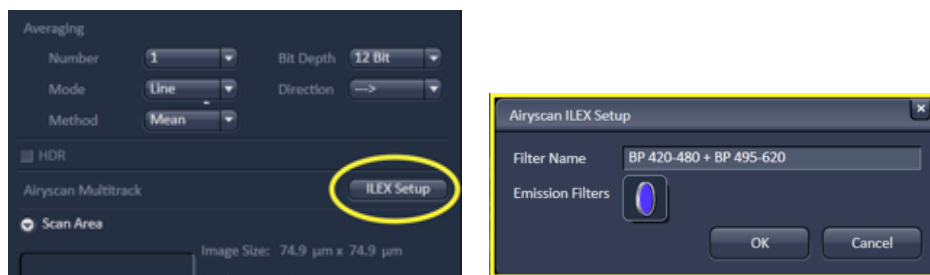 Averaging
Number 1 Bit Depth 12 Bit
Mode Line Direction --->
Method Mean
HDR
Airyscan Multitrack ILEX Setup
Scan Area
Image Size: 74.9 µm x 74.9 µm
Airyscan ILEX Setup x
Filter Name BP 420-480 + BP 495-620
Emission Filters
OK Cancel